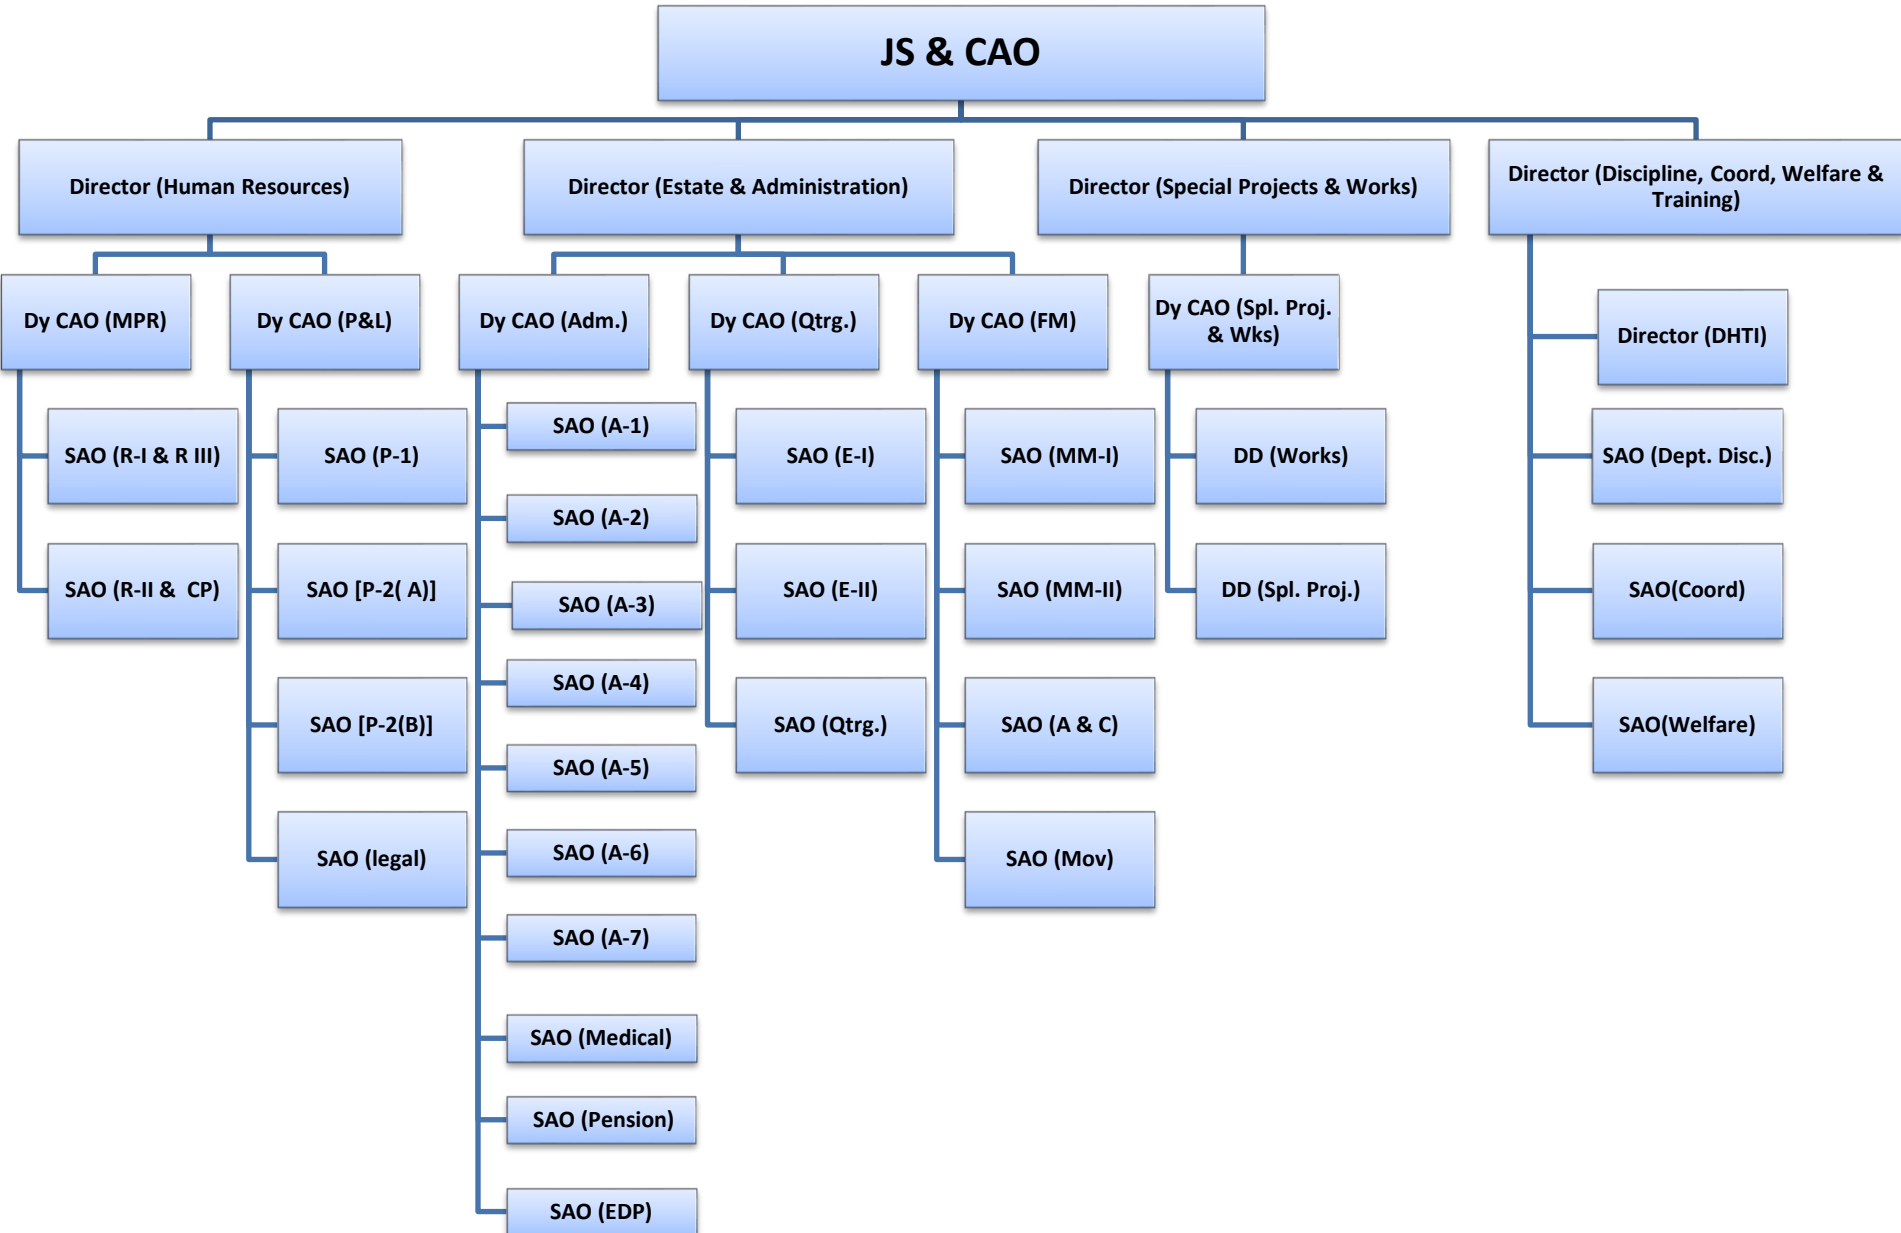 JS & CAO
Director (Human Resources)
Director (Estate & Administration)
Director (Special Projects & Works)
Director (Discipline, Coord, Welfare &
Training)
Dy CAO (MPR)
Dy CAO (P&L)
Dy CAO (Adm.)
Dy CAO (Qtrg.)
Dy CAO (FM)
Dy CAO (Spl. Proj.
& Wks)
Director (DHTI)
SAO (R-I & R III)
SAO (R-II &  CP)
SAO (P-1)
SAO [P-2( A)]
SAO [P-2(B)]
SAO (legal)
SAO (A-1)
SAO (A-2)
SAO (A-3)
SAO (A-4)
SAO (A-5)
SAO (A-6)
SAO (A-7)
SAO (Medical)
SAO (Pension)
SAO (EDP)
SAO (E-I)
SAO (E-II)
SAO (Qtrg.)
SAO (MM-I)
SAO (MM-II)
SAO (A & C)
SAO (Mov)
DD (Works)
DD (Spl. Proj.)
SAO (Dept. Disc.)
SAO(Coord)
SAO(Welfare)